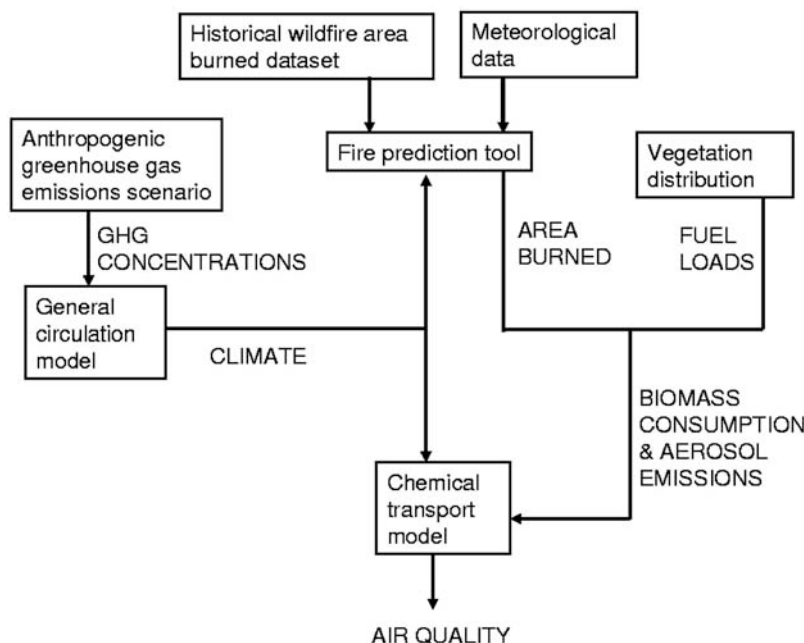 Historical wildfire area
burned dataset
Meteorological
data
Anthropogenic
greenhouse gas
emissions scenario
Fire prediction tool
Vegetation
distribution
GHG
CONCENTRATIONS
AREA
BURNED
FUEL
LOADS
General
circulation
model
CLIMATE
BIOMASS
CONSUMPTION
& AEROSOL
EMISSIONS
Chemical
transport
model
AIR QUALITY